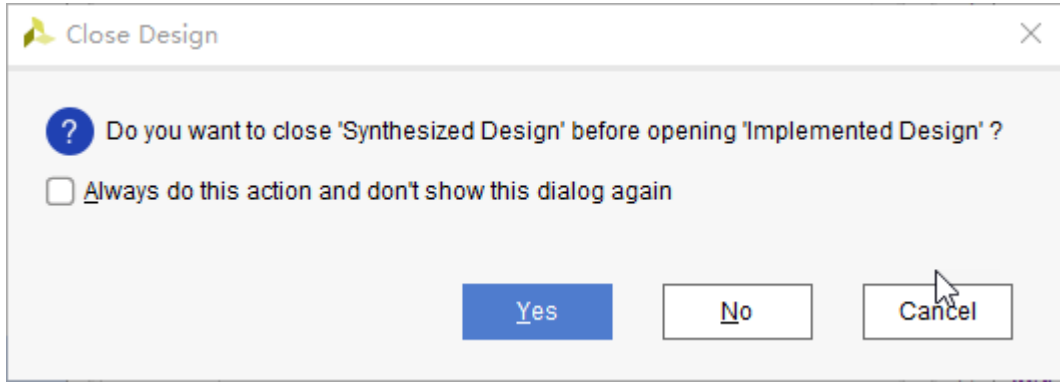 Close Design
Do you want to close 'Synthesized Design' before opening 'Implemented Design' ?
Always do this action and don't show this dialog again
Yes
No
Cancel